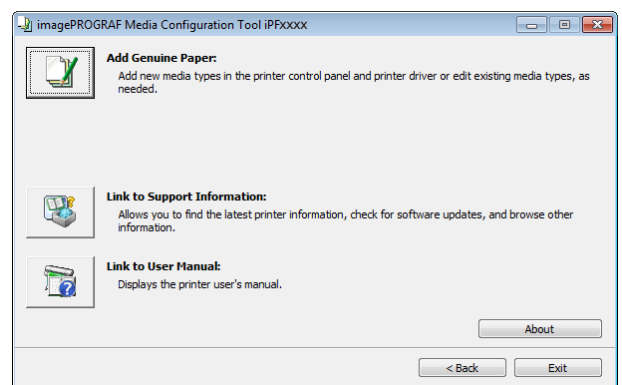 imagePROGRAF Media Configuration Tool iPFxxxx
Add Genuine Paper:
Add new media types in the printer control panel and printer driver or edit existing media types, as
needed.
Link to Support Information:
Allows you to find the latest printer information, check for software updates, and browse other
information.
Link to User Manual:
Displays the printer user's manual.
About
< Back
Exit